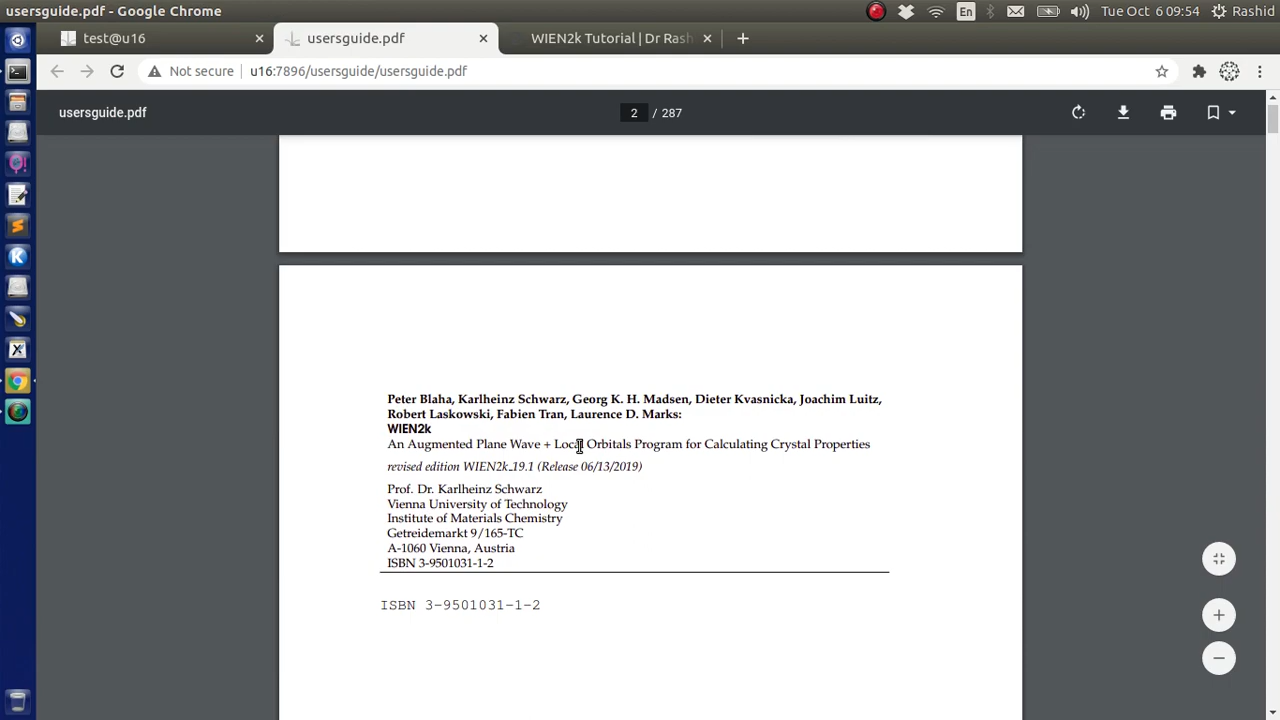 usersguide.pdf - Google Chrome
En
Tue Oct 6 09:54
Rashid
test@u16
usersguide.pdf
WIEN2k Tutorial | Dr Rash
Not secure
u16:7896/usersguide/usersguide.pdf
usersguide.pdf
2 / 287
Peter Blaha, Karlheinz Schwarz, Georg K. H. Madsen, Dieter Kvasnicka, Joachim Luitz,
Robert Laskowski, Fabien Tran, Laurence D. Marks:
WIEN2k
An Augmented Plane Wave + Local Orbitals Program for Calculating Crystal Properties
revised edition WIEN2k_19.1 (Release 06/13/2019)
Prof. Dr. Karlheinz Schwarz
Vienna University of Technology
Institute of Materials Chemistry
Getreidemarkt 9/165-TC
A-1060 Vienna, Austria
ISBN 3-9501031-1-2
ISBN 3-9501031-1-2